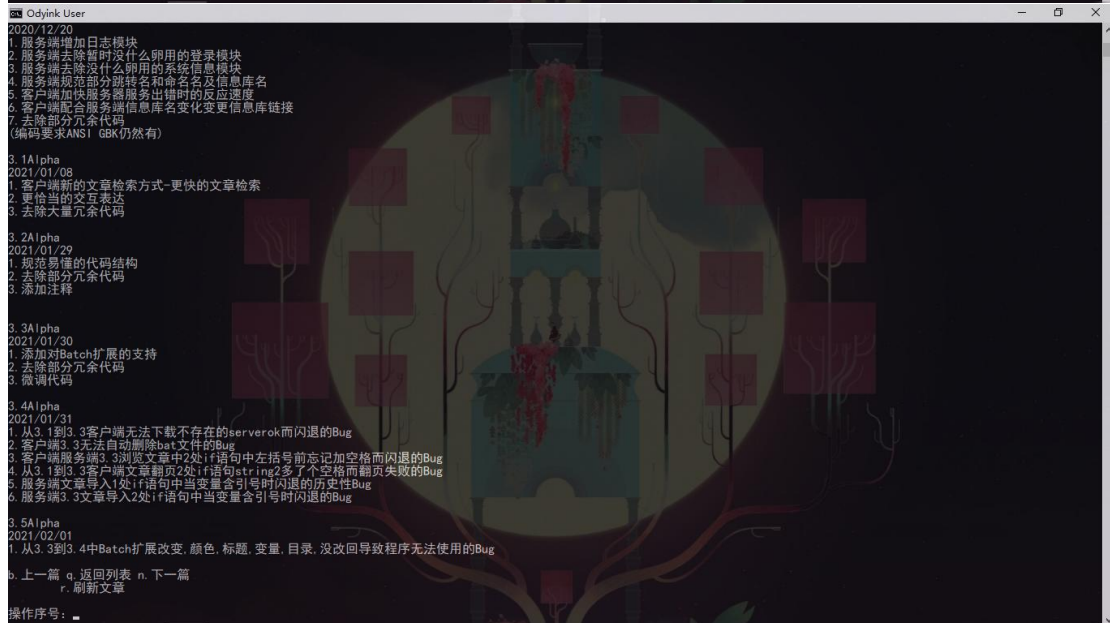 Odyink User
2020/12/20
1.服务端增加日志模块
2.服务端去除暂时没什么卵用的登录模块
3.服务端去除没什么卵用的系统信息模块
4.服务端规范部分跳转名和命名名及信息库名
5.客户端加快服务器服务出错时的反应速度
6.客户端配合服务端信息库名变化变更信息库链接
7.去除部分冗余代码
(编码要求ANSI GBK仍然有)
3.1Alpha
2021/01/08
1.客户端新的文章检索方式-更快的文章检索
2.更恰当的交互表达
3.去除大量冗余代码
3.2Alpha
2021/01/29
1.规范易懂的代码结构
2.去除部分冗余代码
3.添加注释
3.3Alpha
2021/01/30
1.添加对Batch扩展的支持
2.去除部分冗余代码
3.微调代码
3.4Alpha
2021/01/31
1.从3.1到3.3客户端无法下载不存在的serverok而闪退的Bug
2.客户端3.3无法自动删除bat文件的Bug
3.客户端服务端3.3浏览文章中2处if语句中左括号前忘记加空格而闪退的Bug
4.从3.1到3.3客户端文章翻页2处if语句string2多了个空格而翻页失败的Bug
5.服务端文章导入1处if语句中当变量含引号时闪退的历史性Bug
6.服务端3.3文章导入2处if语句中当变量含引号时闪退的Bug
3.5Alpha
2021/02/01
1.从3.3到3.4中Batch扩展改变,颜色,标题,变量,目录,没改回导致程序无法使用的Bug
b.上一篇 q.返回列表 n.下一篇
r.刷新文章
操作序号: